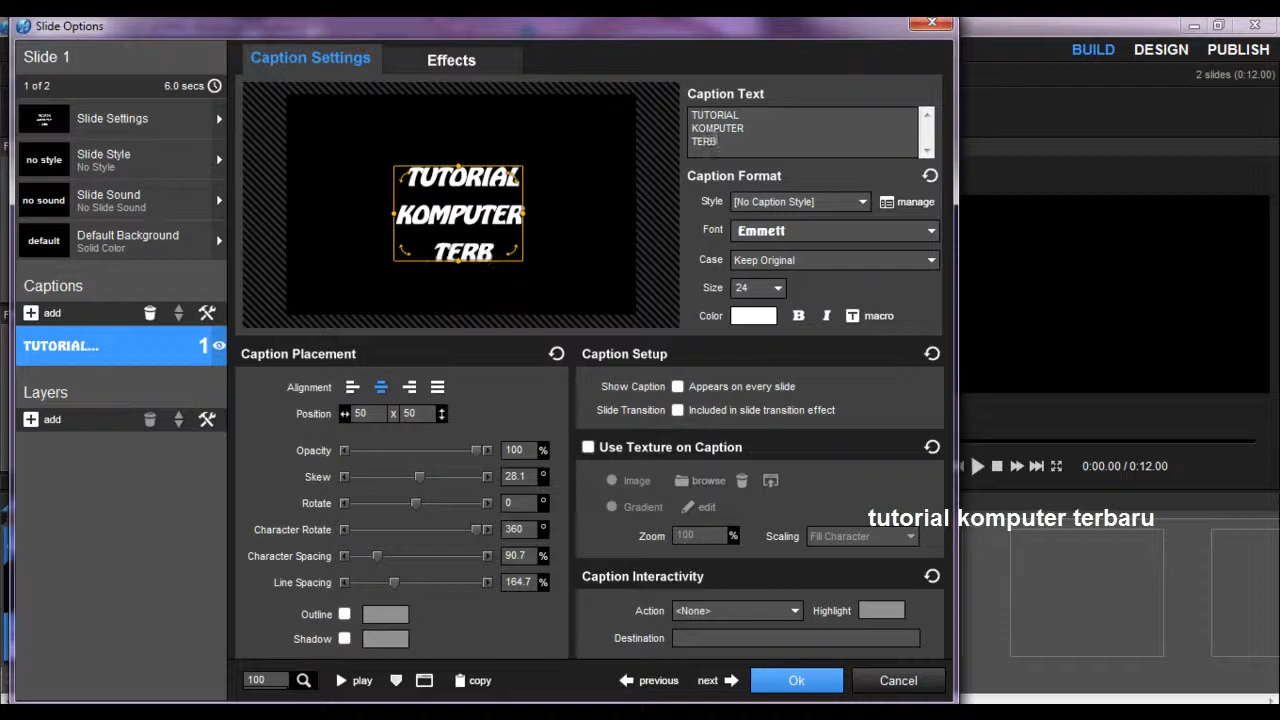 Slide Options
BUILD DESIGN PUBLISH
2 slides (0:12.00)
Slide 1
1 of 2 6.0 secs
Slide Settings
no style
Slide Style
No Style
no sound
Slide Sound
No Slide Sound
default
Default Background
Solid Color
Captions
add
TUTORIAL... 1
Layers
add
Caption Settings Effects
TUTORIAL
KOMPUTER
TERB
Caption Text
TUTORIAL
KOMPUTER
TERB
Caption Format
Style [No Caption Style] manage
Font Emmett
Case Keep Original
Size 24
Color B I T macro
Caption Placement
Alignment
Position 50 x 50
Opacity 100 %
Skew 28.1 °
Rotate 0 °
Character Rotate 360 °
Character Spacing 90.7 %
Line Spacing 164.7 %
Outline
Shadow
Caption Setup
Show Caption Appears on every slide
Slide Transition Included in slide transition effect
Use Texture on Caption
Image browse
Gradient edit
Zoom 100 % Scaling Fill Character
Caption Interactivity
Action <None> Highlight
Destination
100 play copy previous next Ok Cancel
0:00.00 / 0:12.00
tutorial komputer terbaru